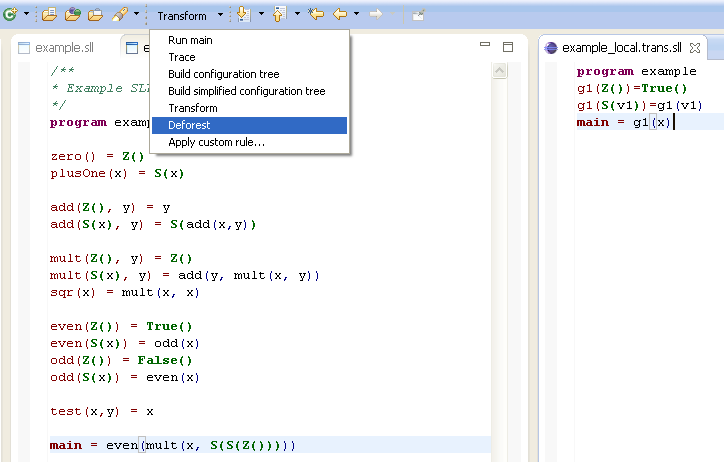 Transform
example.sll
e
Run main
Trace
Build configuration tree
Build simplified configuration tree
Transform
Deforest
Apply custom rule...
/**
* Example SL
*/
program examp
zero() = Z()
plusOne(x) = S(x)
add(Z(), y) = y
add(S(x), y) = S(add(x,y))
mult(Z(), y) = Z()
mult(S(x), y) = add(y, mult(x, y))
sqr(x) = mult(x, x)
even(Z()) = True()
even(S(x)) = odd(x)
odd(Z()) = False()
odd(S(x)) = even(x)
test(x,y) = x
main = even(mult(x, S(S(Z()))))
example_local.trans.sll
program example
g1(Z())=True()
g1(S(v1))=g1(v1)
main = g1(x)